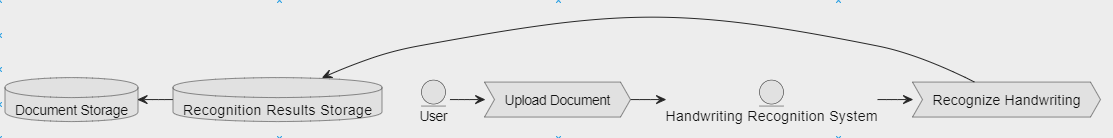 Document Storage
Recognition Results Storage
User
Upload Document
Handwriting Recognition System
Recognize Handwriting